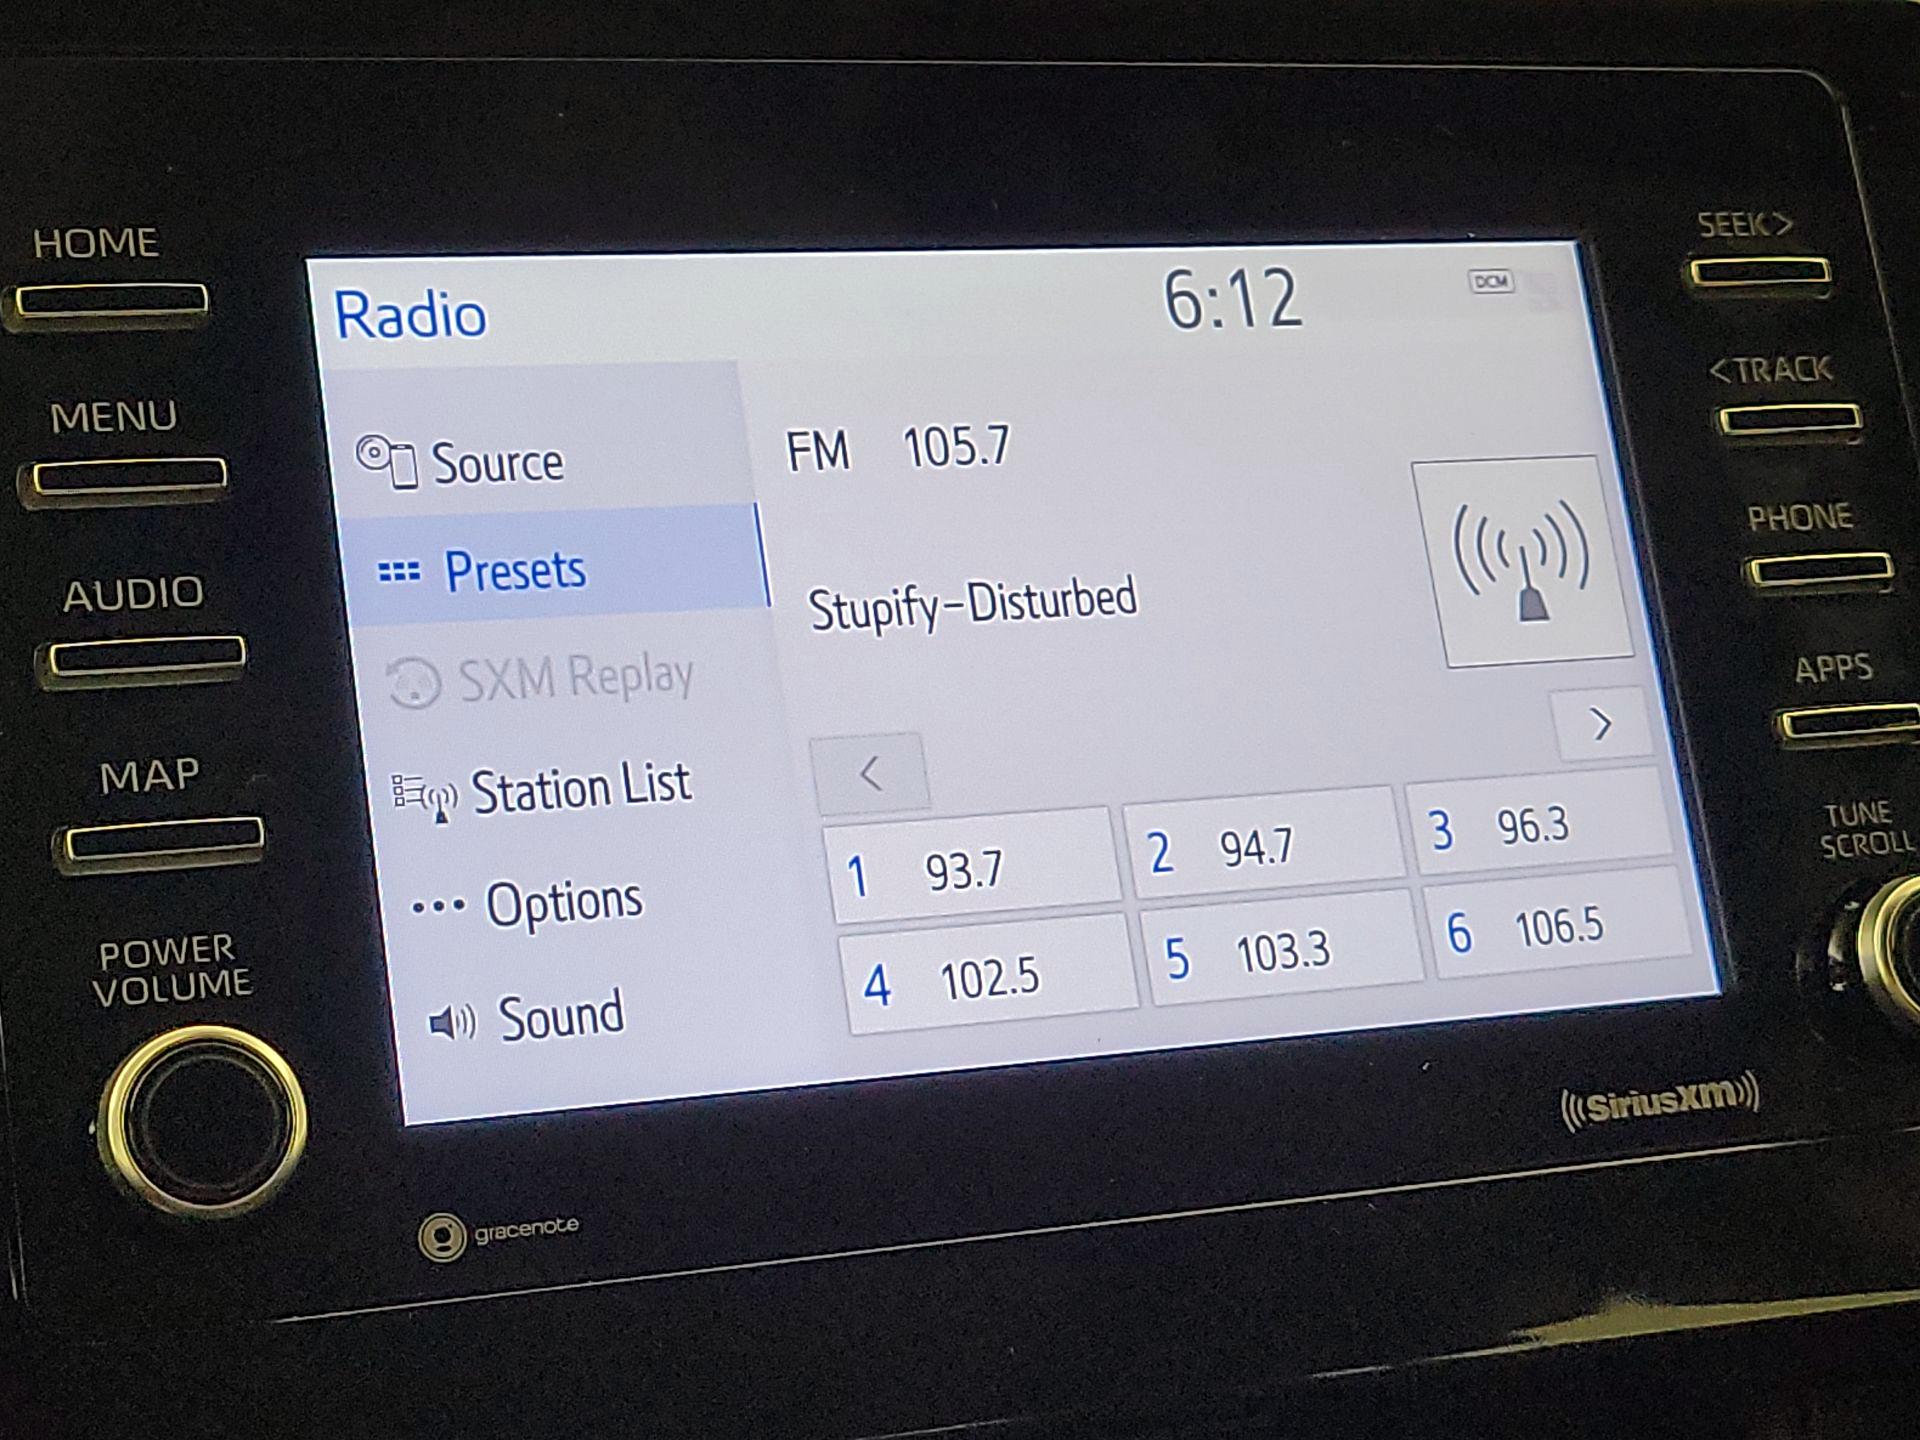 HOME
MENU
AUDIO
MAP
POWER
VOLUME
Radio
6:12
DCM
Source
Presets
SXM Replay
Station List
Options
Sound
FM 105.7
Stupify-Disturbed
<
>
1 93.7
2 94.7
3 96.3
4 102.5
5 103.3
6 106.5
SEEK>
<TRACK
PHONE
APPS
TUNE
SCROLL
gracenote
(((SiriusXM)))